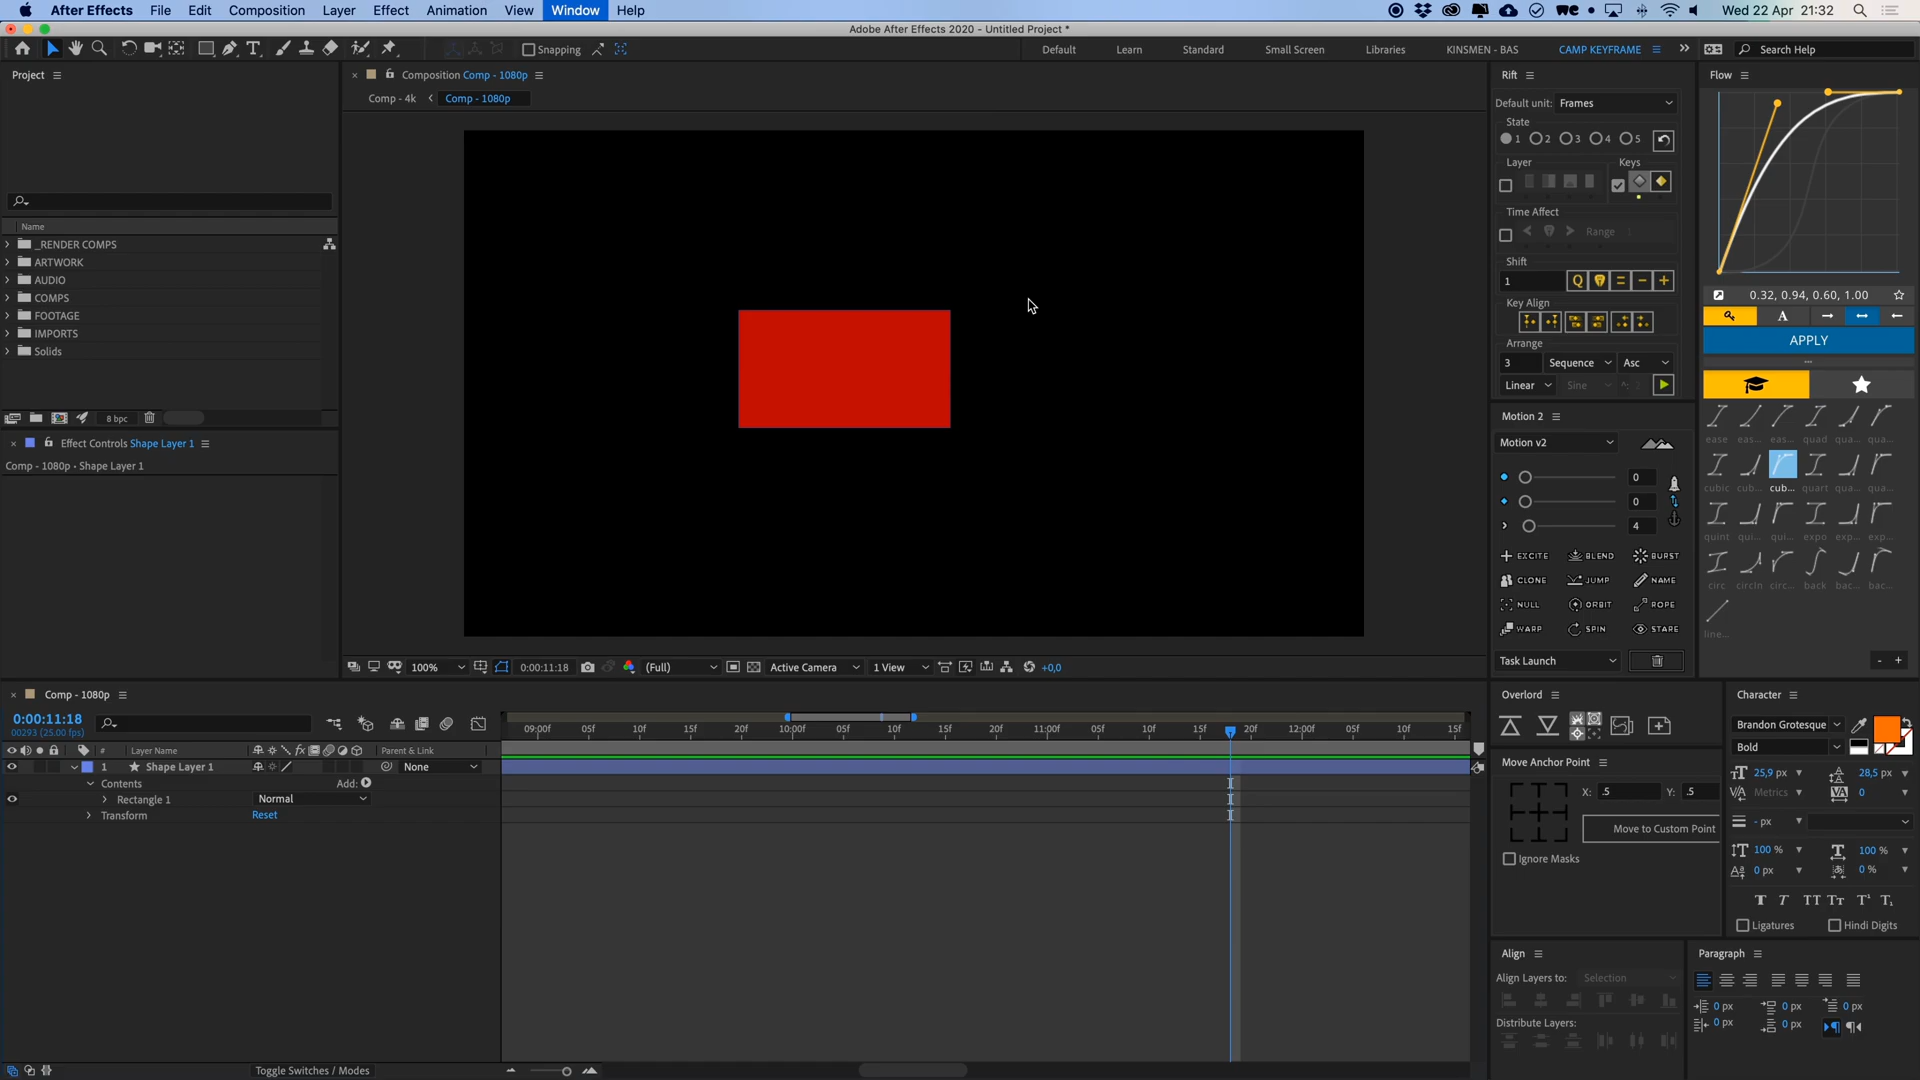 After Effects File Edit Composition Layer Effect Animation View Window Help Wed 22 Apr 21:32
Adobe After Effects 2020 - Untitled Project *
Snapping Default Learn Standard Small Screen Libraries KINSMEN - BAS CAMP KEYFRAME Search Help
Project
Composition Comp - 1080p
Comp - 4k Comp - 1080p
Name
_RENDER COMPS
ARTWORK
AUDIO
COMPS
FOOTAGE
IMPORTS
Solids
8 bpc
Effect Controls Shape Layer 1
Comp - 1080p • Shape Layer 1
100% 0:00:11:18 (Full) Active Camera 1 View +0,0
Rift
Default unit: Frames
State
1 2 3 4 5
Layer Keys
Time Affect
Range 1
Shift
1 Q
Key Align
Arrange
3 Sequence Asc
Linear Sine
Motion 2
Motion v2
0
0
4
EXCITE BLEND BURST
CLONE JUMP NAME
NULL ORBIT ROPE
WARP SPIN STARE
Task Launch
Flow
0.32, 0.94, 0.60, 1.00
A
APPLY
ease eas... eas... quad qua... qua...
cubic cub... cub... quart qua... qua...
quint qui... qui... expo exp... exp...
circ circIn circ... back bac... bac...
line...
Comp - 1080p
0:00:11:18
00293 (25.00 fps)
09:00f 05f 10f 15f 20f 10:00f 05f 10f 15f 20f 11:00f 05f 10f 15f 20f 12:00f 05f 10f 15f
# Layer Name Parent & Link
1 Shape Layer 1 None
Contents Add:
Rectangle 1 Normal
Transform Reset
Toggle Switches / Modes
Overlord
Move Anchor Point
X: .5 Y: .5
Move to Custom Point
Ignore Masks
Character
Brandon Grotesque
Bold
25,9 px 28,5 px
Metrics 0
- px
100 % 100 %
0 px 0 %
Ligatures Hindi Digits
Align
Align Layers to: Selection
Distribute Layers:
Paragraph
0 px 0 px 0 px
0 px 0 px